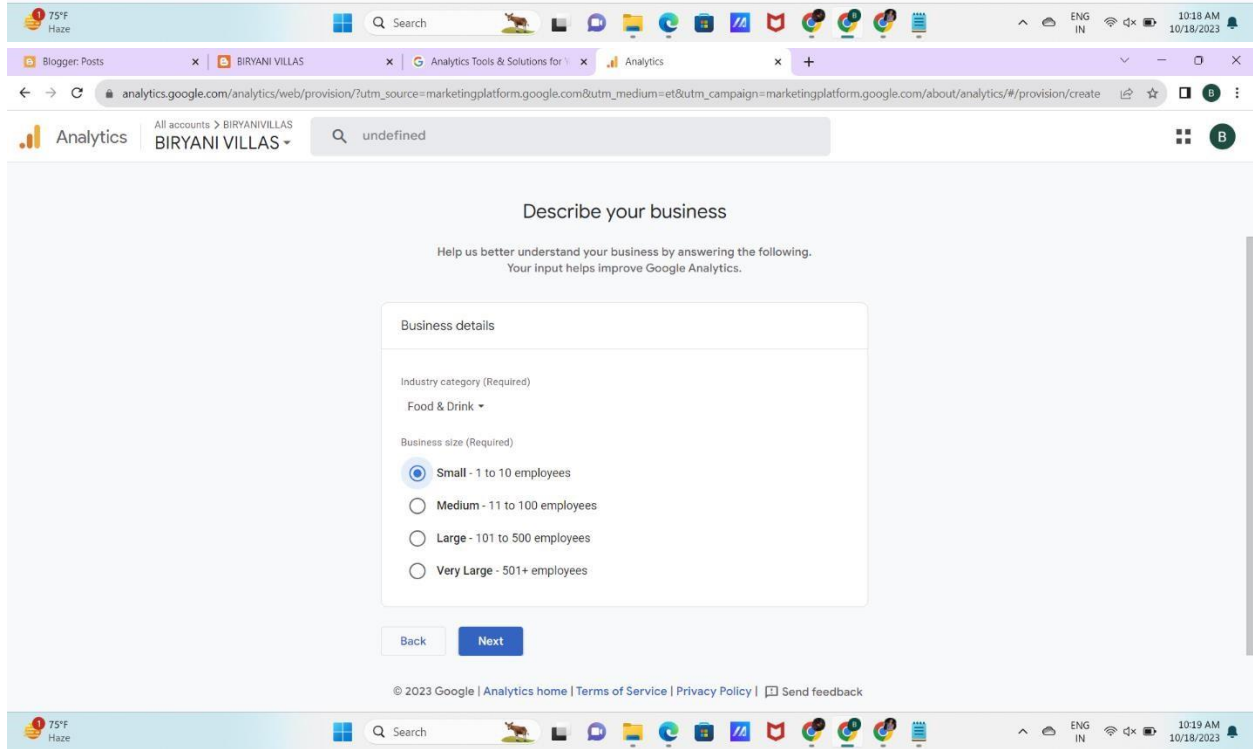 1
75°F
Haze
Search
ENG
IN
10:18 AM
10/18/2023
Blogger: Posts
BIRYANI VILLAS
Analytics Tools & Solutions for
Analytics
analytics.google.com/analytics/web/provision/?utm_source=marketingplatform.google.com&utm_medium=et&utm_campaign=marketingplatform.google.com/about/analytics/#/provision/create
B
Analytics
All accounts > BIRYANIVILLAS
BIRYANI VILLAS
undefined
B
Describe your business
Help us better understand your business by answering the following.
Your input helps improve Google Analytics.
Business details
Industry category (Required)
Food & Drink
Business size (Required)
Small - 1 to 10 employees
Medium - 11 to 100 employees
Large - 101 to 500 employees
Very Large - 501+ employees
Back
Next
© 2023 Google | Analytics home | Terms of Service | Privacy Policy | Send feedback
1
75°F
Haze
Search
ENG
IN
10:19 AM
10/18/2023